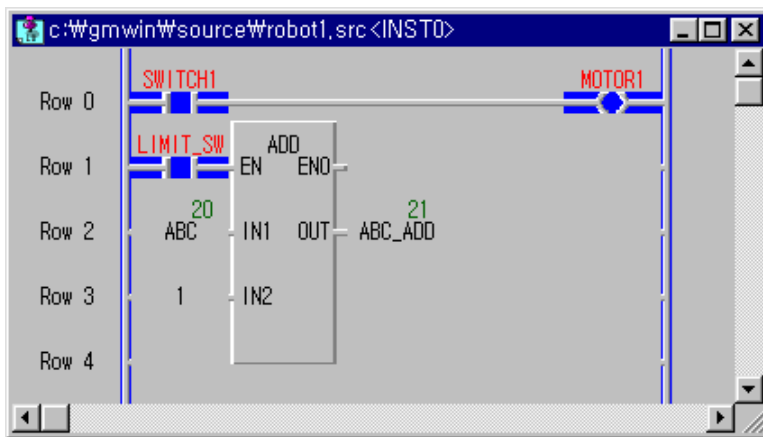 c:₩gmwin₩source₩robot1.src<INST0>
SWITCH1 MOTOR1
Row 0
LIMIT_SW ADD
Row 1 EN ENO
20 21
Row 2 ABC IN1 OUT ABC_ADD
Row 3 1 IN2
Row 4